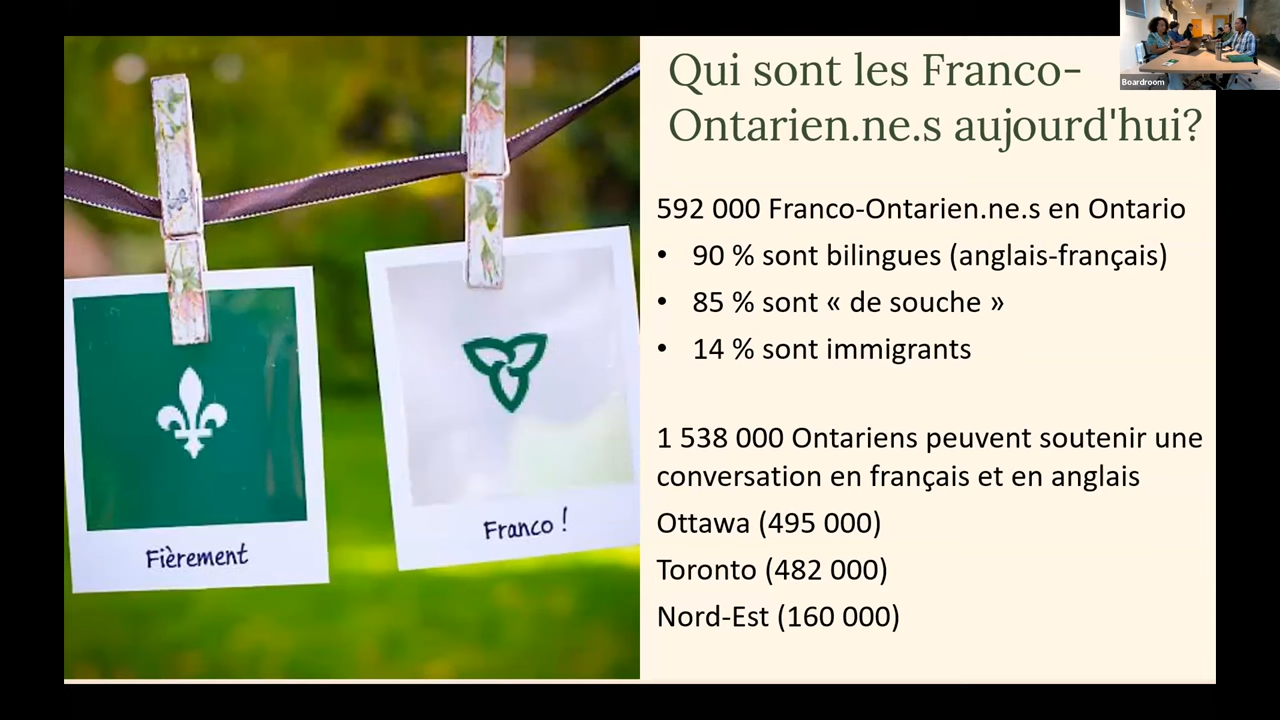 Qui sont les Franco-
Ontarien.ne.s aujourd'hui?
Boardroom
592 000 Franco-Ontarien.ne.s en Ontario
• 90 % sont bilingues (anglais-français)
• 85 % sont « de souche »
• 14 % sont immigrants
1 538 000 Ontariens peuvent soutenir une
conversation en français et en anglais
Ottawa (495 000)
Toronto (482 000)
Nord-Est (160 000)
Fièrement
Franco !